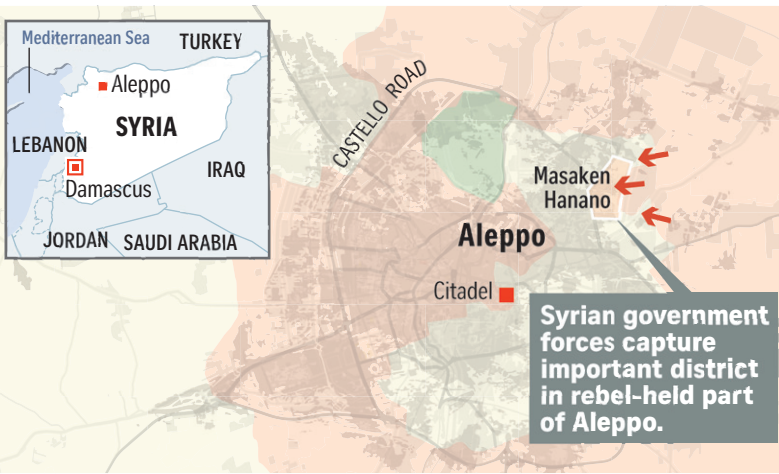 Mediterranean Sea
TURKEY
Aleppo
SYRIA
LEBANON
IRAQ
Damascus
JORDAN
SAUDI ARABIA
CASTELLO ROAD
Masaken
Hanano
Aleppo
Citadel
Syrian government
forces capture
important district
in rebel-held part
of Aleppo.